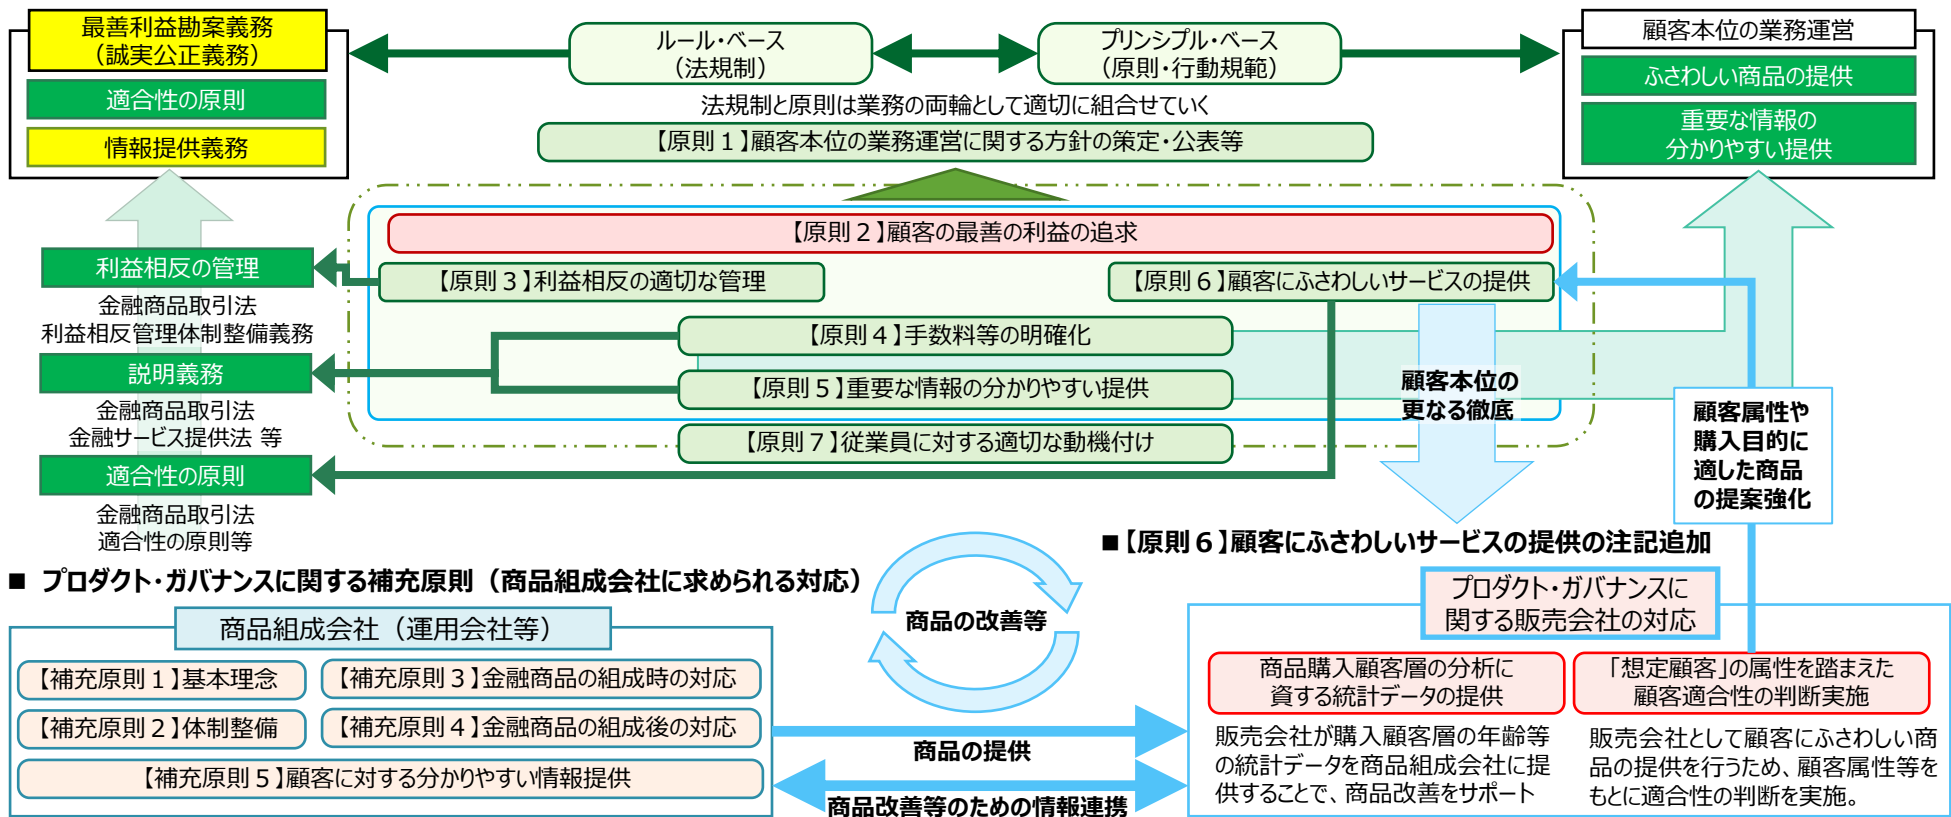 最善利益勘案義務
（誠実公正義務）
適合性の原則
情報提供義務
ルール・ベース
（法規制）
プリンシプル・ベース
（原則・行動規範）
法規制と原則は業務の両輪として適切に組合せていく
顧客本位の業務運営
ふさわしい商品の提供
重要な情報の
分かりやすい提供
【原則１】顧客本位の業務運営に関する方針の策定・公表等
【原則２】顧客の最善の利益の追求
【原則３】利益相反の適切な管理
【原則６】顧客にふさわしいサービスの提供
【原則４】手数料等の明確化
【原則５】重要な情報の分かりやすい提供
【原則７】従業員に対する適切な動機付け
利益相反の管理
金融商品取引法
利益相反管理体制整備義務
説明義務
金融商品取引法
金融サービス提供法 等
適合性の原則
金融商品取引法
適合性の原則等
顧客本位の
更なる徹底
顧客属性や
購入目的に
適した商品
の提案強化
■【原則６】顧客にふさわしいサービスの提供の注記追加
■ プロダクト・ガバナンスに関する補充原則（商品組成会社に求められる対応）
商品組成会社（運用会社等）
【補充原則１】基本理念
【補充原則３】金融商品の組成時の対応
【補充原則２】体制整備
【補充原則４】金融商品の組成後の対応
【補充原則５】顧客に対する分かりやすい情報提供
商品の改善等
商品の提供
商品改善等のための情報連携
プロダクト・ガバナンスに
関する販売会社の対応
商品購入顧客層の分析に
資する統計データの提供
販売会社が購入顧客層の年齢等
の統計データを商品組成会社に提
供することで、商品改善をサポート
「想定顧客」の属性を踏まえた
顧客適合性の判断実施
販売会社として顧客にふさわしい商
品の提供を行うため、顧客属性等を
もとに適合性の判断を実施。